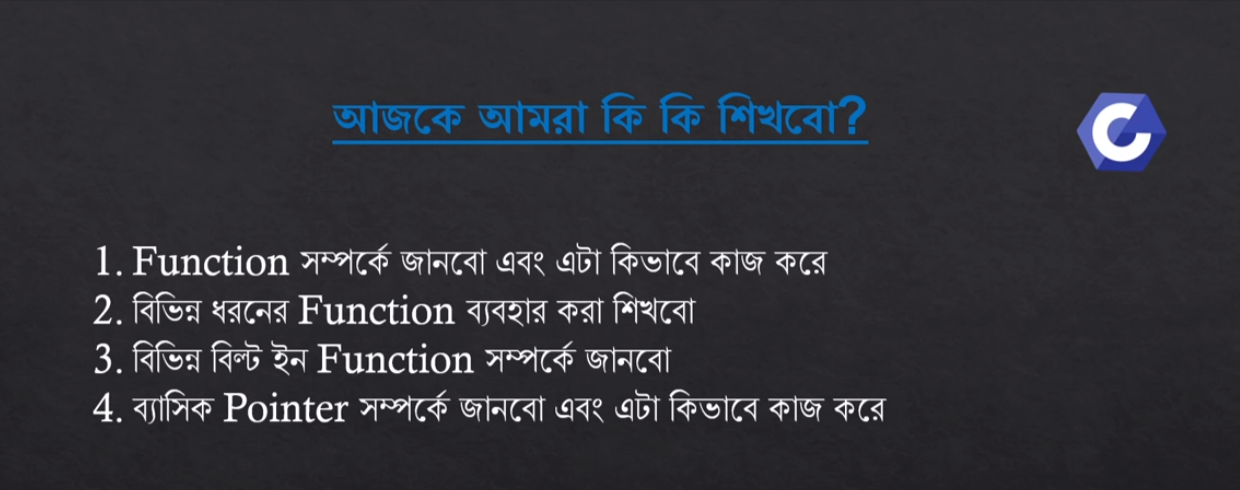 আজকে আমরা কি কি শিখবো?
1. Function সম্পর্কে জানবো এবং এটা কিভাবে কাজ করে
2. বিভিন্ন ধরনের Function ব্যবহার করা শিখবো
3. বিভিন্ন বিল্ট ইন Function সম্পর্কে জানবো
4. ব্যাসিক Pointer সম্পর্কে জানবো এবং এটা কিভাবে কাজ করে